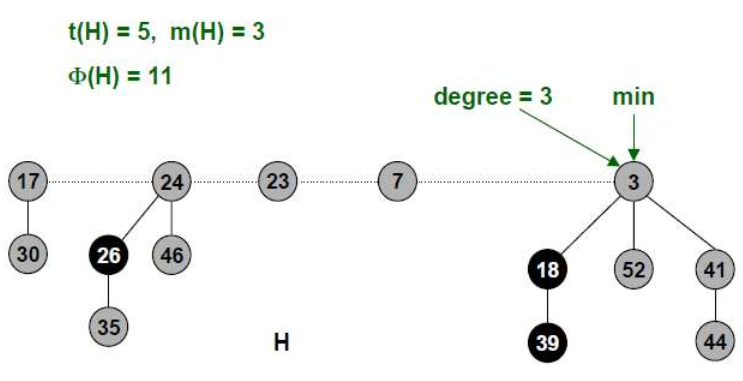 t(H) = 5, m(H) = 3
Φ(H) = 11
degree = 3 min
17 24 23 7 3
30 26 46 18 52 41
35 39 44
H